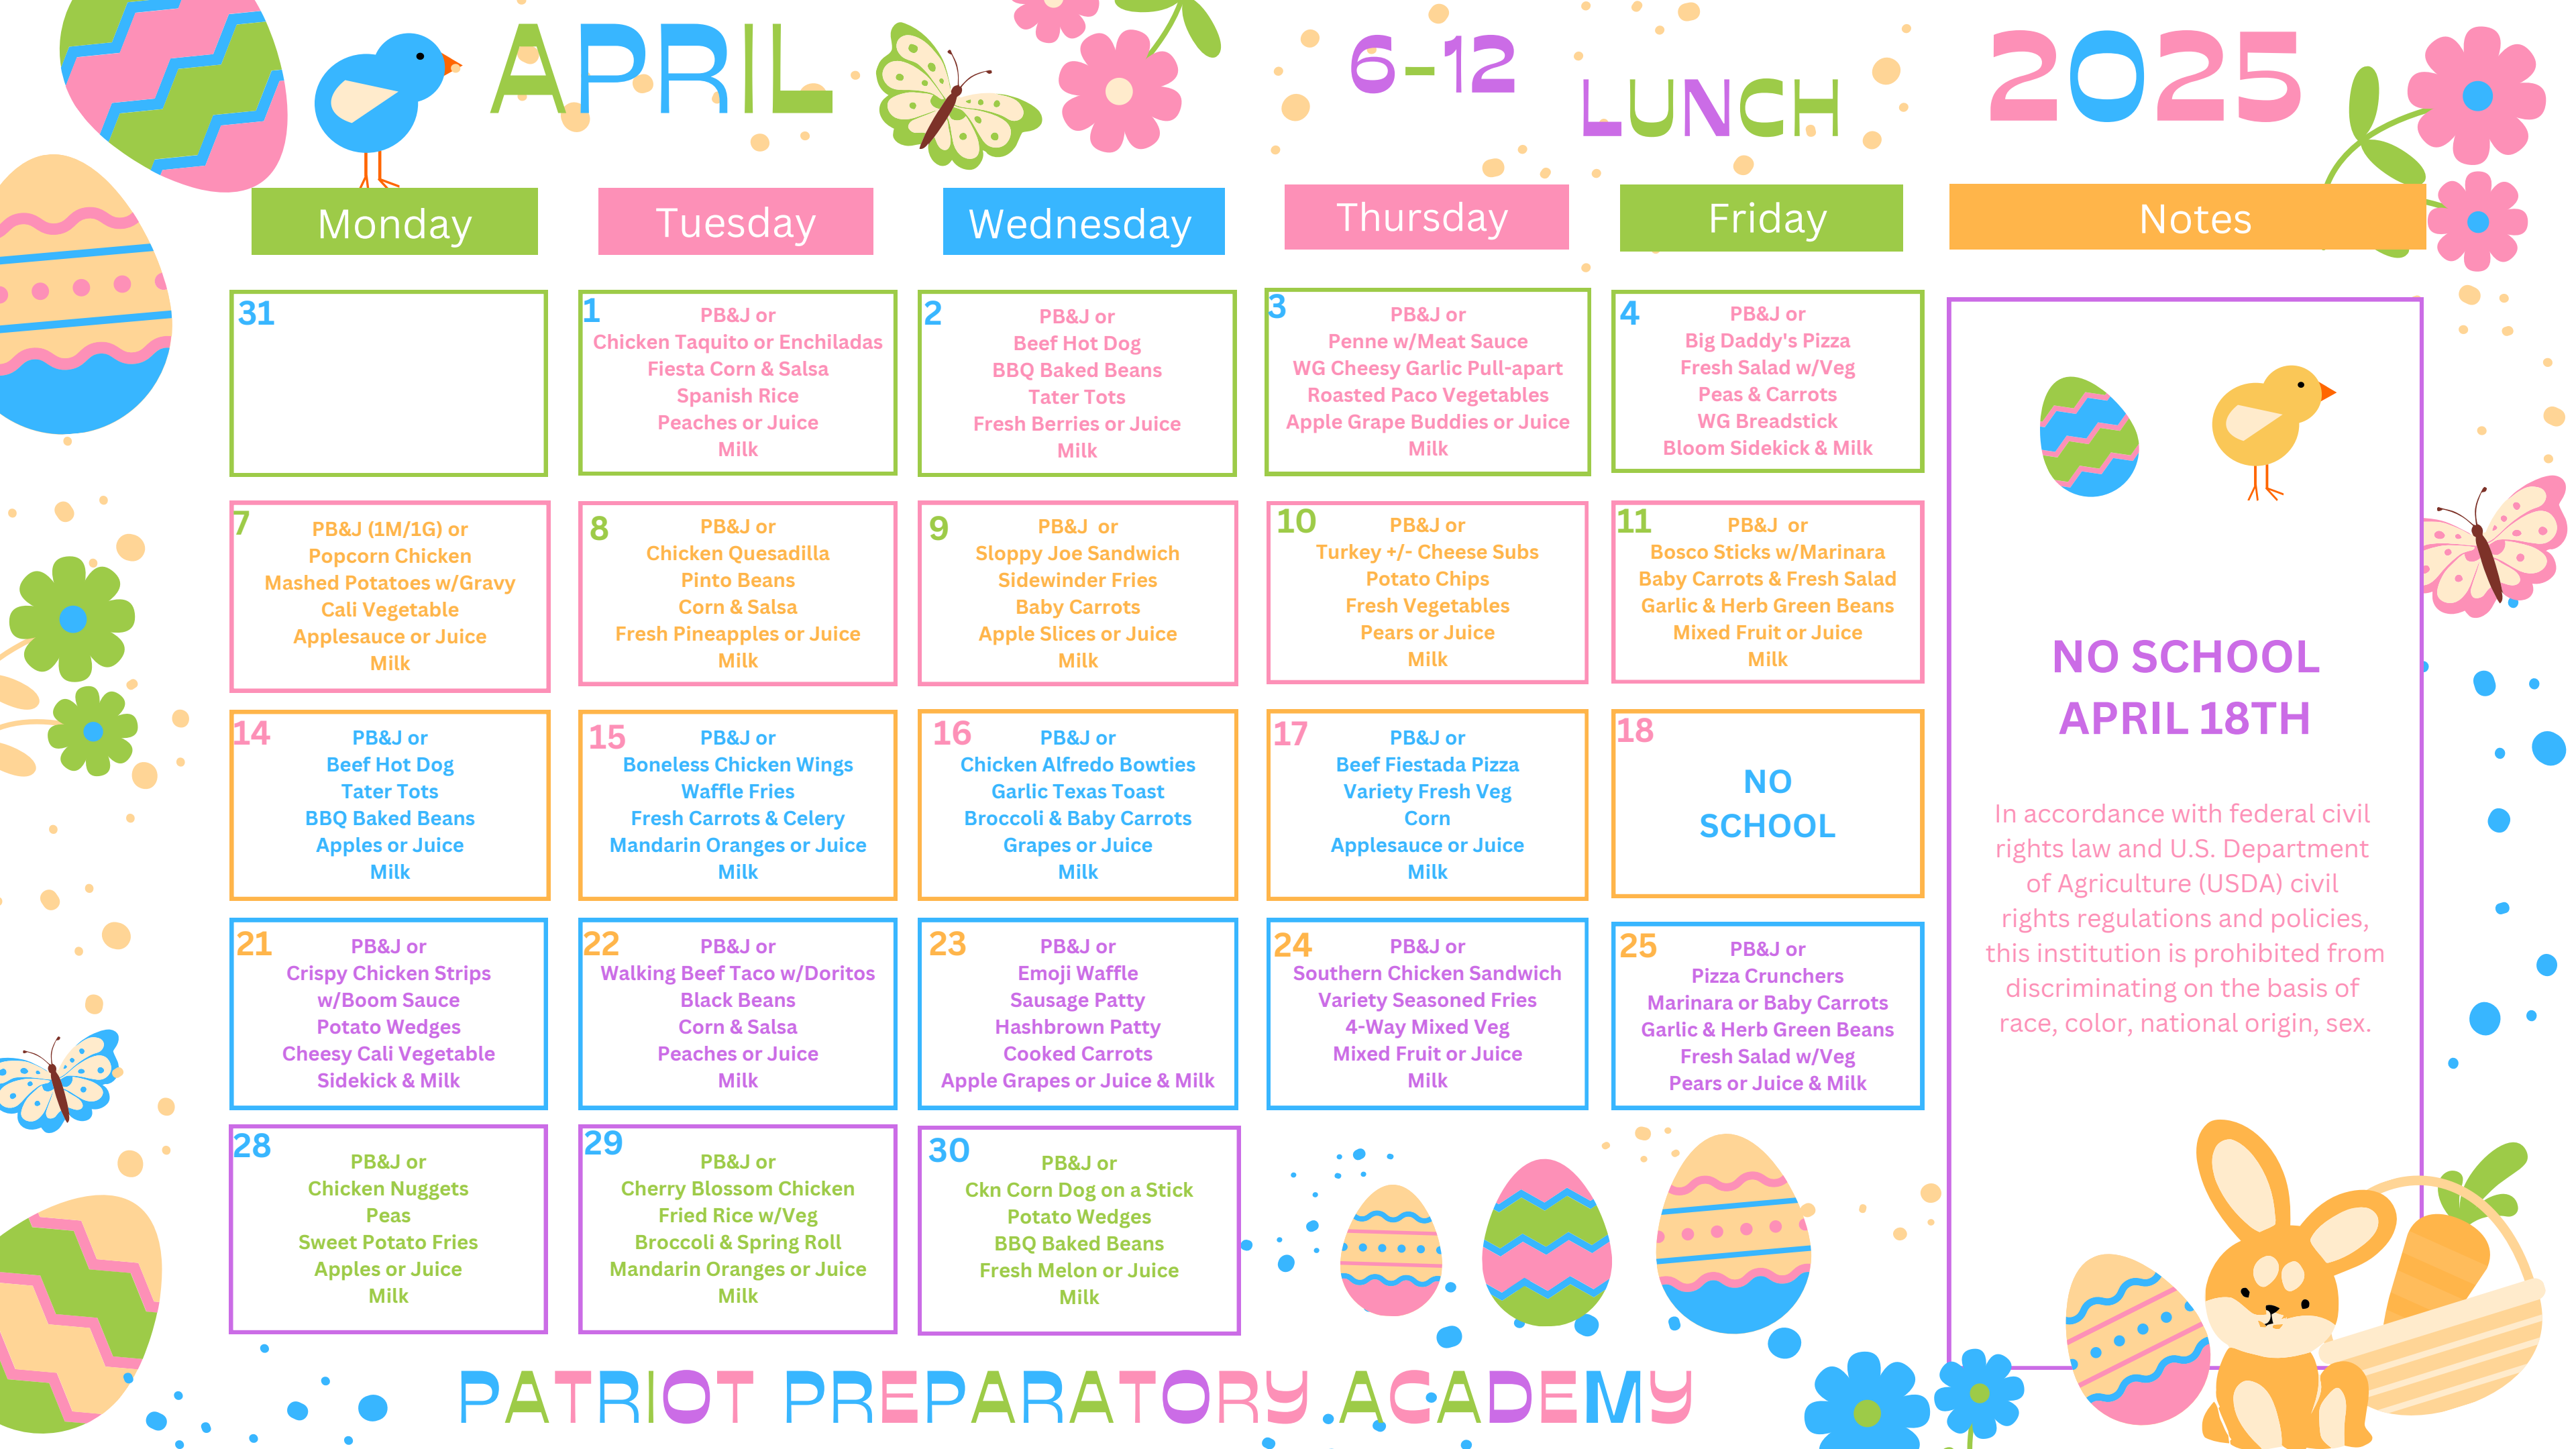 APRIL
6-12
LUNCH
2025
Monday
Tuesday
Wednesday
Thursday
Friday
Notes
31
1
PB&J or
Chicken Taquito or Enchiladas
Fiesta Corn & Salsa
Spanish Rice
Peaches or Juice
Milk
2
PB&J or
Beef Hot Dog
BBQ Baked Beans
Tater Tots
Fresh Berries or Juice
Milk
3
PB&J or
Penne w/Meat Sauce
WG Cheesy Garlic Pull-apart
Roasted Paco Vegetables
Apple Grape Buddies or Juice
Milk
4
PB&J or
Big Daddy's Pizza
Fresh Salad w/Veg
Peas & Carrots
WG Breadstick
Bloom Sidekick & Milk
7
PB&J (1M/1G) or
Popcorn Chicken
Mashed Potatoes w/Gravy
Cali Vegetable
Applesauce or Juice
Milk
8
PB&J or
Chicken Quesadilla
Pinto Beans
Corn & Salsa
Fresh Pineapples or Juice
Milk
9
PB&J or
Sloppy Joe Sandwich
Sidewinder Fries
Baby Carrots
Apple Slices or Juice
Milk
10
PB&J or
Turkey +/- Cheese Subs
Potato Chips
Fresh Vegetables
Pears or Juice
Milk
11
PB&J or
Bosco Sticks w/Marinara
Baby Carrots & Fresh Salad
Garlic & Herb Green Beans
Mixed Fruit or Juice
Milk
14
PB&J or
Beef Hot Dog
Tater Tots
BBQ Baked Beans
Apples or Juice
Milk
15
PB&J or
Boneless Chicken Wings
Waffle Fries
Fresh Carrots & Celery
Mandarin Oranges or Juice
Milk
16
PB&J or
Chicken Alfredo Bowties
Garlic Texas Toast
Broccoli & Baby Carrots
Grapes or Juice
Milk
17
PB&J or
Beef Fiestada Pizza
Variety Fresh Veg
Corn
Applesauce or Juice
Milk
18
NO
SCHOOL
21
PB&J or
Crispy Chicken Strips
w/Boom Sauce
Potato Wedges
Cheesy Cali Vegetable
Sidekick & Milk
22
PB&J or
Walking Beef Taco w/Doritos
Black Beans
Corn & Salsa
Peaches or Juice
Milk
23
PB&J or
Emoji Waffle
Sausage Patty
Hashbrown Patty
Cooked Carrots
Apple Grapes or Juice & Milk
24
PB&J or
Southern Chicken Sandwich
Variety Seasoned Fries
4-Way Mixed Veg
Mixed Fruit or Juice
Milk
25
PB&J or
Pizza Crunchers
Marinara or Baby Carrots
Garlic & Herb Green Beans
Fresh Salad w/Veg
Pears or Juice & Milk
28
PB&J or
Chicken Nuggets
Peas
Sweet Potato Fries
Apples or Juice
Milk
29
PB&J or
Cherry Blossom Chicken
Fried Rice w/Veg
Broccoli & Spring Roll
Mandarin Oranges or Juice
Milk
30
PB&J or
Ckn Corn Dog on a Stick
Potato Wedges
BBQ Baked Beans
Fresh Melon or Juice
Milk
NO SCHOOL
APRIL 18TH
In accordance with federal civil
rights law and U.S. Department
of Agriculture (USDA) civil
rights regulations and policies,
this institution is prohibited from
discriminating on the basis of
race, color, national origin, sex.
PATRIOT PREPARATORY ACADEMY